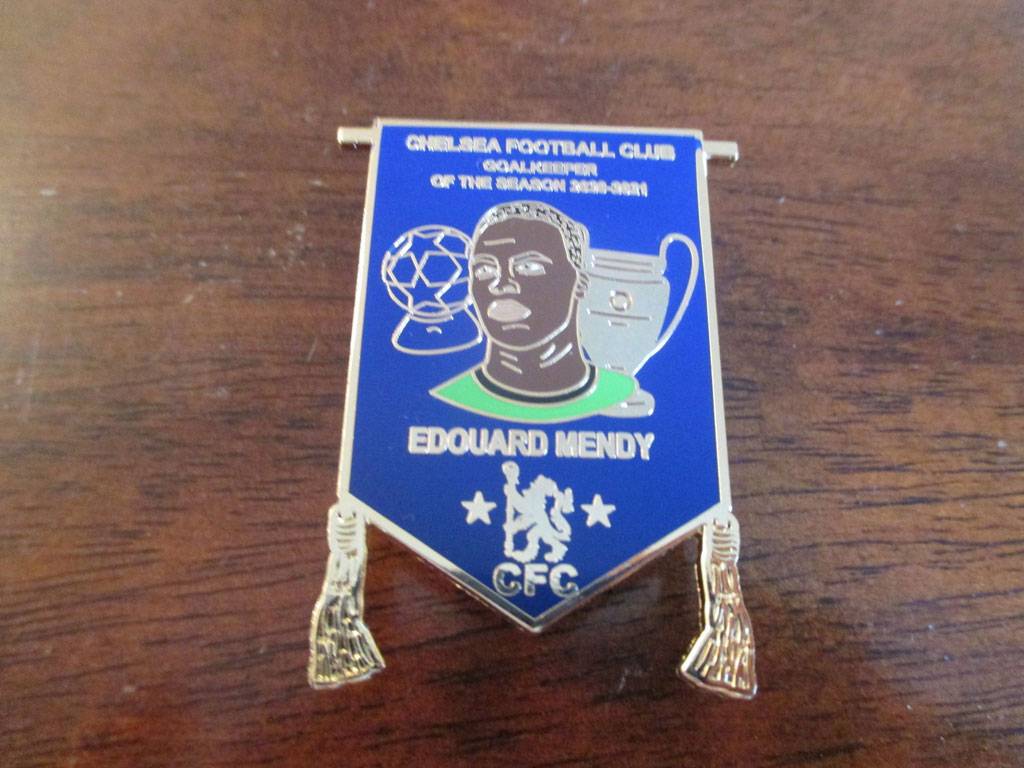 CHELSEA FOOTBALL CLUB
GOALKEEPER
OF THE SEASON 2020-2021
EDOUARD MENDY
CFC